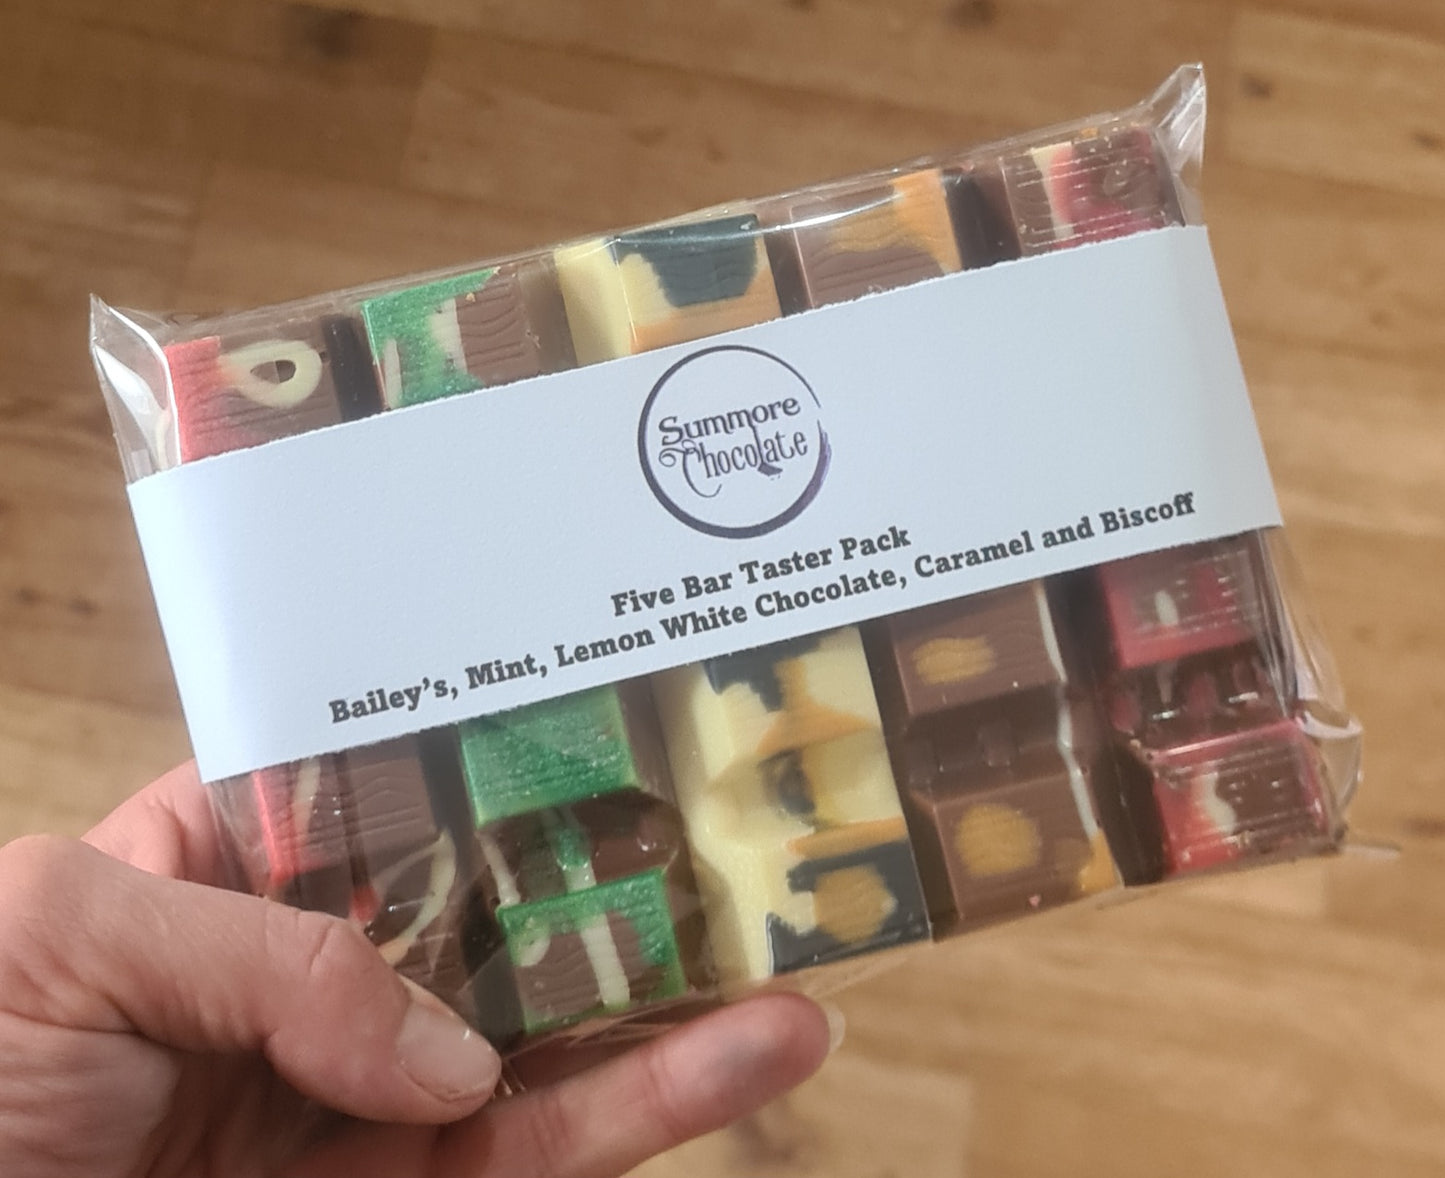 Summore
Chocolate
Five Bar Taster Pack
Bailey's, Mint, Lemon White Chocolate, Caramel and Biscoff